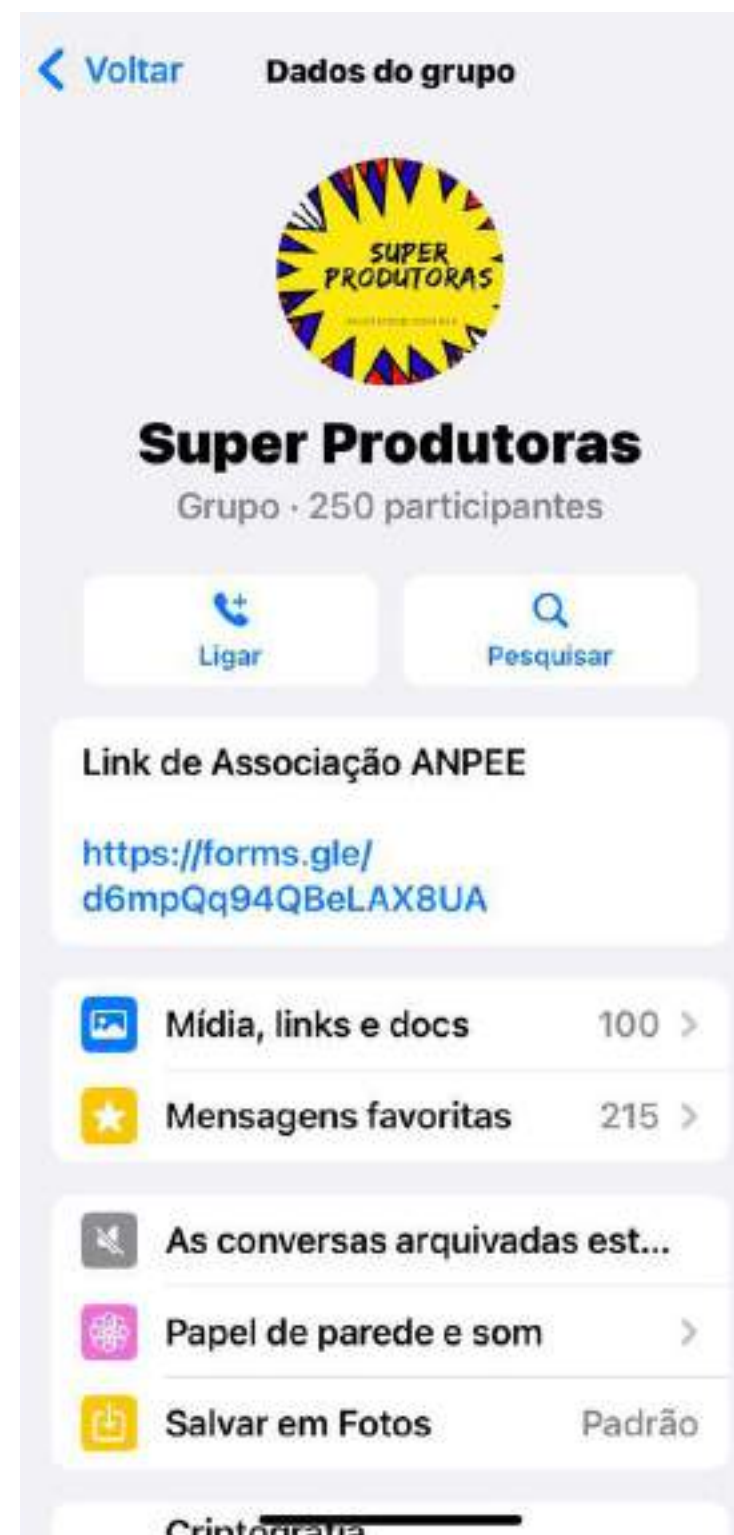 Voltar
Dados do grupo
SUPER
PRODUTORAS
Super Produtoras
Grupo · 250 participantes
Ligar
Pesquisar
Link de Associação ANPEE
https://forms.gle/
d6mpQq94QBeLAX8UA
Mídia, links e docs
100
Mensagens favoritas
215
As conversas arquivadas est...
Papel de parede e som
Salvar em Fotos
Padrão
Criptografia